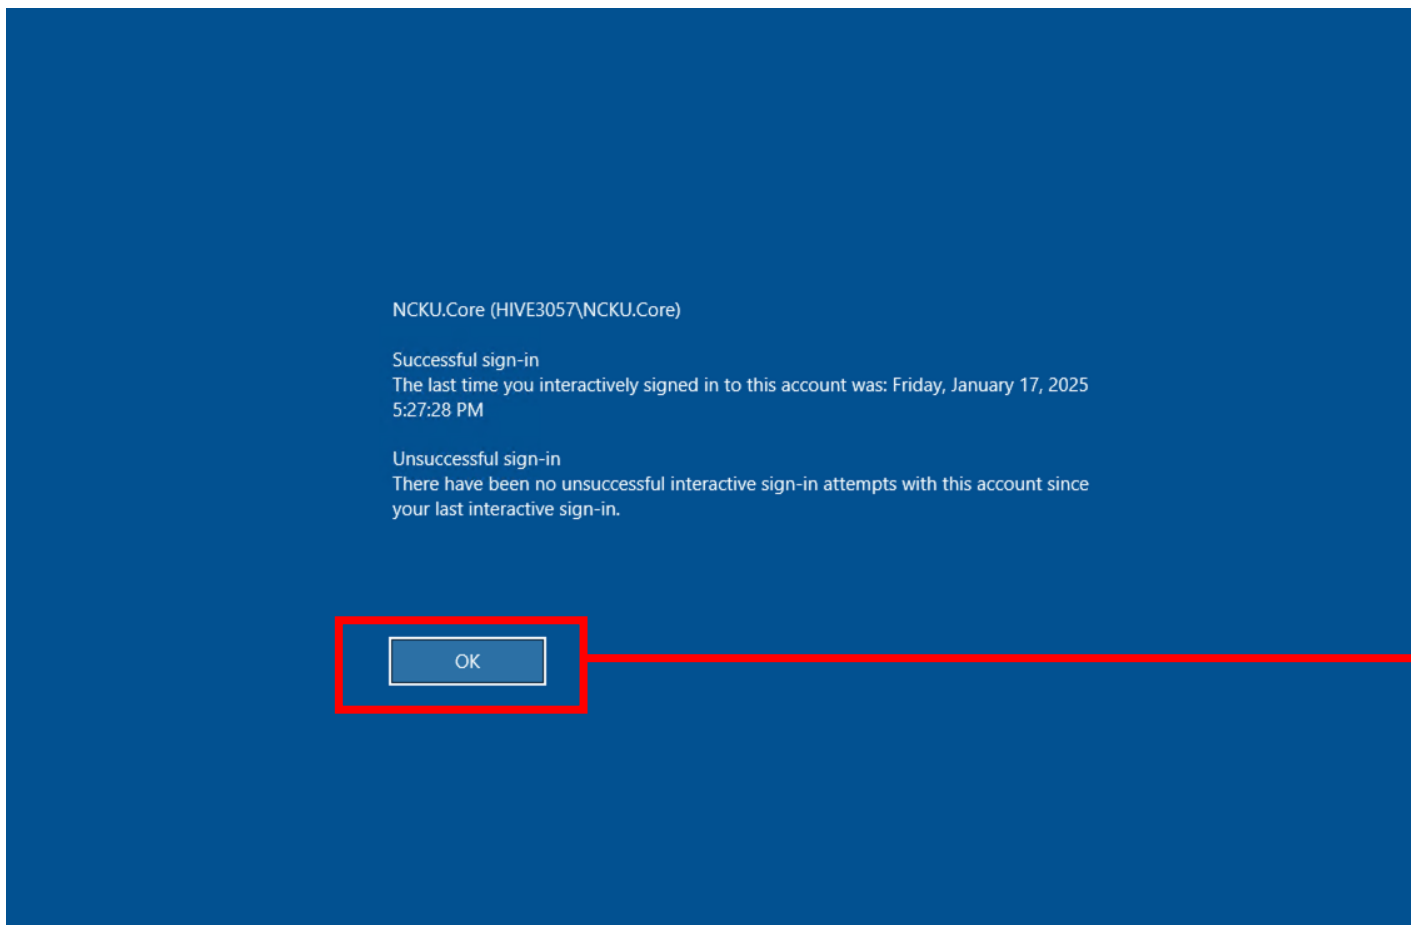 NCKU.Core (HIVE3057\NCKU.Core)
Successful sign-in
The last time you interactively signed in to this account was: Friday, January 17, 2025
5:27:28 PM
Unsuccessful sign-in
There have been no unsuccessful interactive sign-in attempts with this account since
your last interactive sign-in.
OK